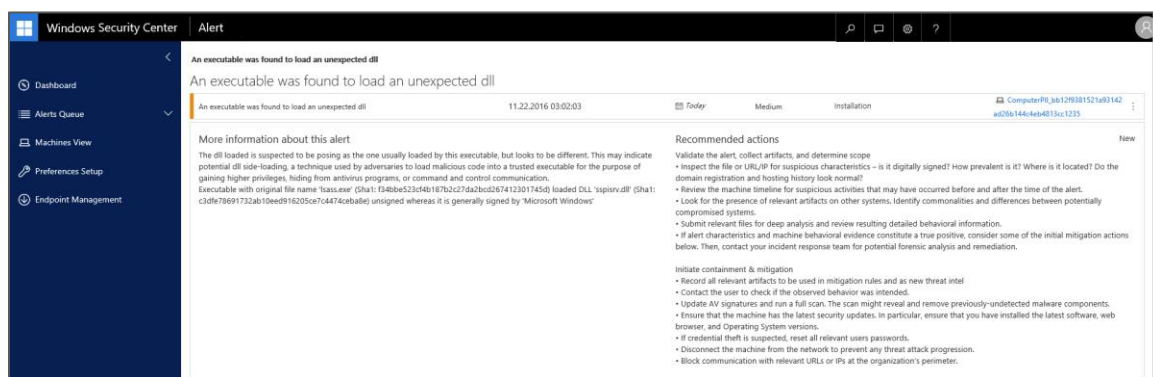 Windows Security Center
Alert
?
Dashboard
Alerts Queue
Machines View
Preferences Setup
Endpoint Management
An executable was found to load an unexpected dll
An executable was found to load an unexpected dll
An executable was found to load an unexpected dll
11.22.2016 03:02:03
Today
Medium
Installation
ComputerPII_bb12f9381521a93142
ad26b144c4eb4813cc1235
More information about this alert
The dll loaded is suspected to be posing as the one usually loaded by this executable, but looks to be different. This may indicate
potential dll side-loading, a technique used by adversaries to load malicious code into a trusted executable for the purpose of
gaining higher privileges, hiding from antivirus programs, or command and control communication.
Executable with original file name 'lsass.exe' (Sha1: f34bbe523cf4b187b2c27da2bcd267412301745d) loaded DLL 'sspisrv.dll' (Sha1:
c3dfe78691732ab10eed916205ce7c4474ceba8e) unsigned whereas it is generally signed by 'Microsoft Windows'
Recommended actions
New
Validate the alert, collect artifacts, and determine scope
• Inspect the file or URL/IP for suspicious characteristics – is it digitally signed? How prevalent is it? Where is it located? Do the
domain registration and hosting history look normal?
• Review the machine timeline for suspicious activities that may have occurred before and after the time of the alert.
• Look for the presence of relevant artifacts on other systems. Identify commonalities and differences between potentially
compromised systems.
• Submit relevant files for deep analysis and review resulting detailed behavioral information.
• If alert characteristics and machine behavioral evidence constitute a true positive, consider some of the initial mitigation actions
below. Then, contact your incident response team for potential forensic analysis and remediation.
Initiate containment & mitigation
• Record all relevant artifacts to be used in mitigation rules and as new threat intel
• Contact the user to check if the observed behavior was intended.
• Update AV signatures and run a full scan. The scan might reveal and remove previously-undetected malware components.
• Ensure that the machine has the latest security updates. In particular, ensure that you have installed the latest software, web
browser, and Operating System versions.
• If credential theft is suspected, reset all relevant users passwords.
• Disconnect the machine from the network to prevent any threat attack progression.
• Block communication with relevant URLs or IPs at the organization's perimeter.